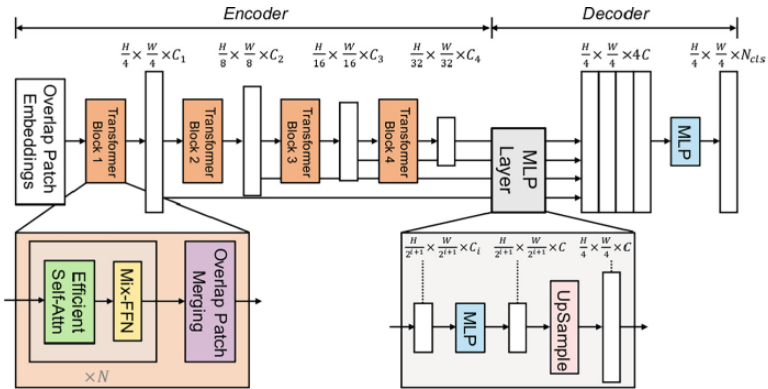 Encoder
Decoder
H/4 × W/4 × C₁
H/8 × W/8 × C₂
H/16 × W/16 × C₃
H/32 × W/32 × C₄
H/4 × W/4 × 4C
H/4 × W/4 × N_cls
Overlap Patch
Embeddings
Transformer
Block 1
Transformer
Block 2
Transformer
Block 3
Transformer
Block 4
MLP
Layer
MLP
Efficient
Self-Attn
Mix-FFN
Overlap Patch
Merging
×N
H/2^{i+1} × W/2^{i+1} × C_i
H/2^{i+1} × W/2^{i+1} × C
H/4 × W/4 × C
MLP
UpSample